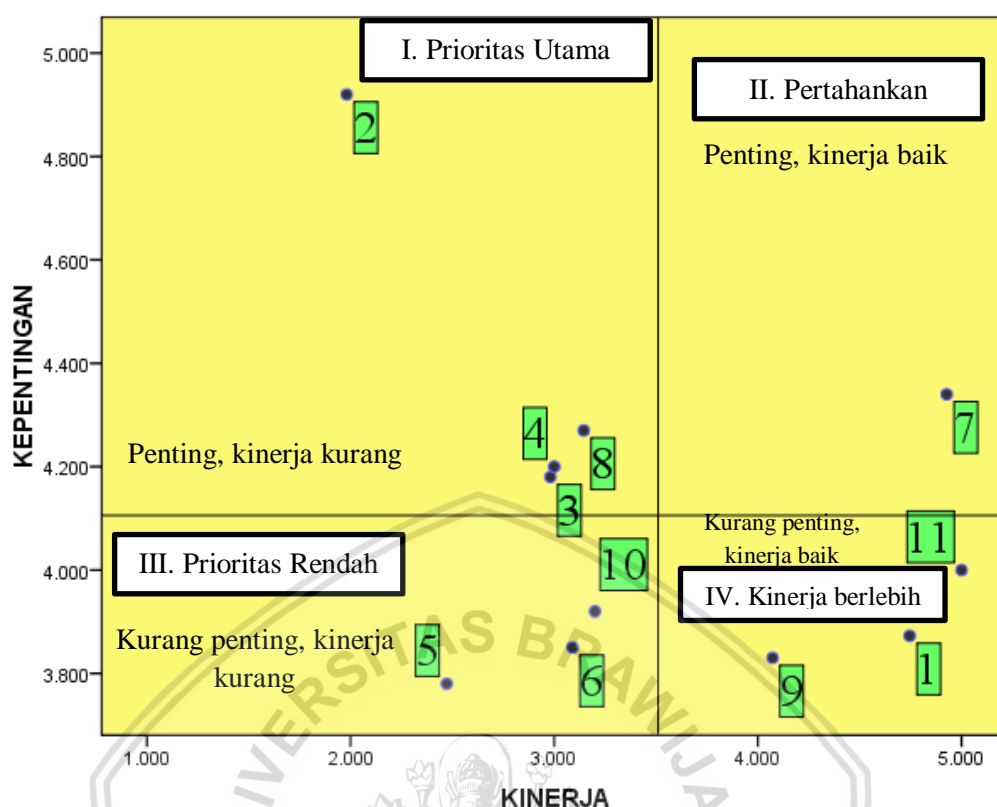 I. Prioritas Utama
II. Pertahankan
Penting, kinerja baik
5.000
4.800
4.600
4.400
4.200
4.000
3.800
KEPENTINGAN
2
4
8
3
7
Penting, kinerja kurang
III. Prioritas Rendah
Kurang penting, kinerja
kurang
10
5
6
Kurang penting,
kinerja baik
11
IV. Kinerja berlebih
9
1
UNIVERSITAS BRAWIJA
1.000
2.000
3.000
4.000
5.000
KINERJA